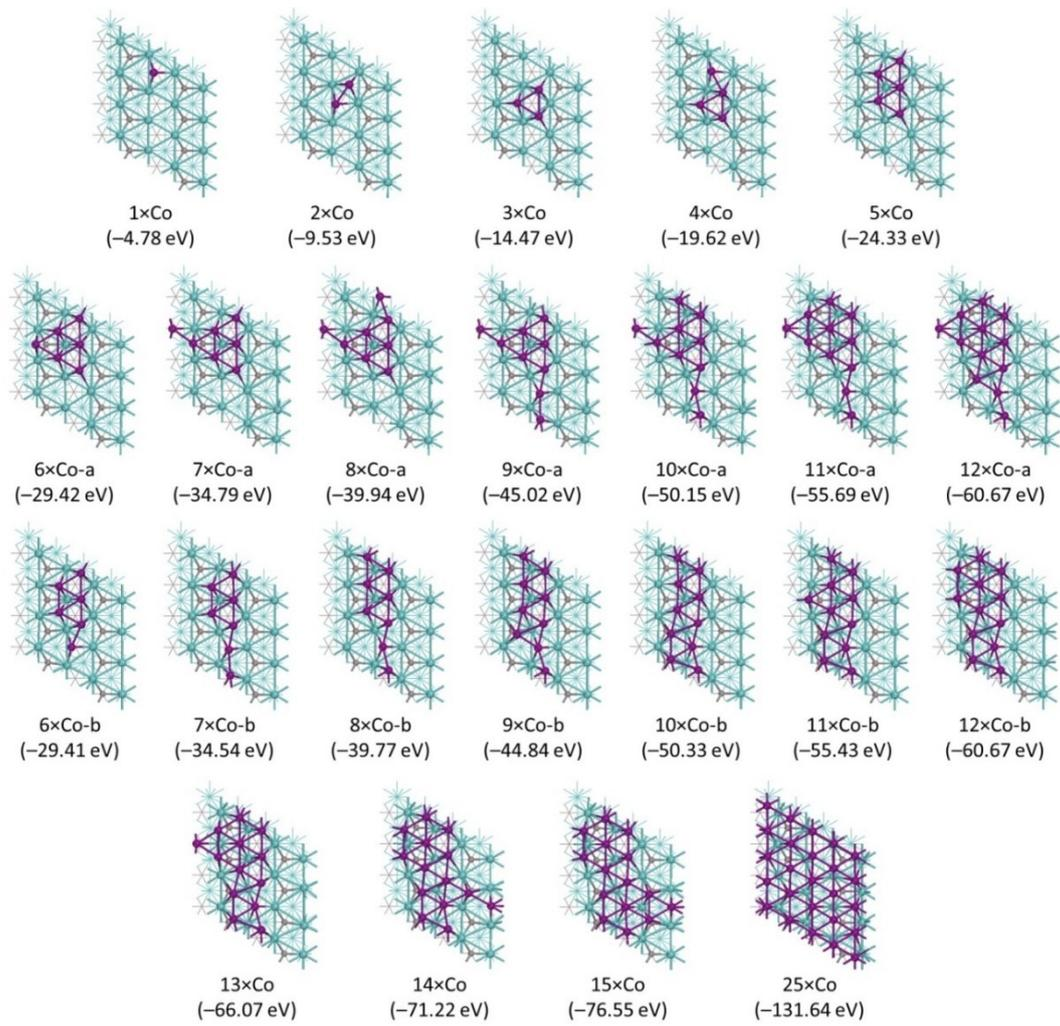 1×Co 2×Co 3×Co 4×Co 5×Co
(−4.78 eV) (−9.53 eV) (−14.47 eV) (−19.62 eV) (−24.33 eV)
6×Co-a 7×Co-a 8×Co-a 9×Co-a 10×Co-a 11×Co-a 12×Co-a
(−29.42 eV) (−34.79 eV) (−39.94 eV) (−45.02 eV) (−50.15 eV) (−55.69 eV) (−60.67 eV)
6×Co-b 7×Co-b 8×Co-b 9×Co-b 10×Co-b 11×Co-b 12×Co-b
(−29.41 eV) (−34.54 eV) (−39.77 eV) (−44.84 eV) (−50.33 eV) (−55.43 eV) (−60.67 eV)
13×Co 14×Co 15×Co 25×Co
(−66.07 eV) (−71.22 eV) (−76.55 eV) (−131.64 eV)